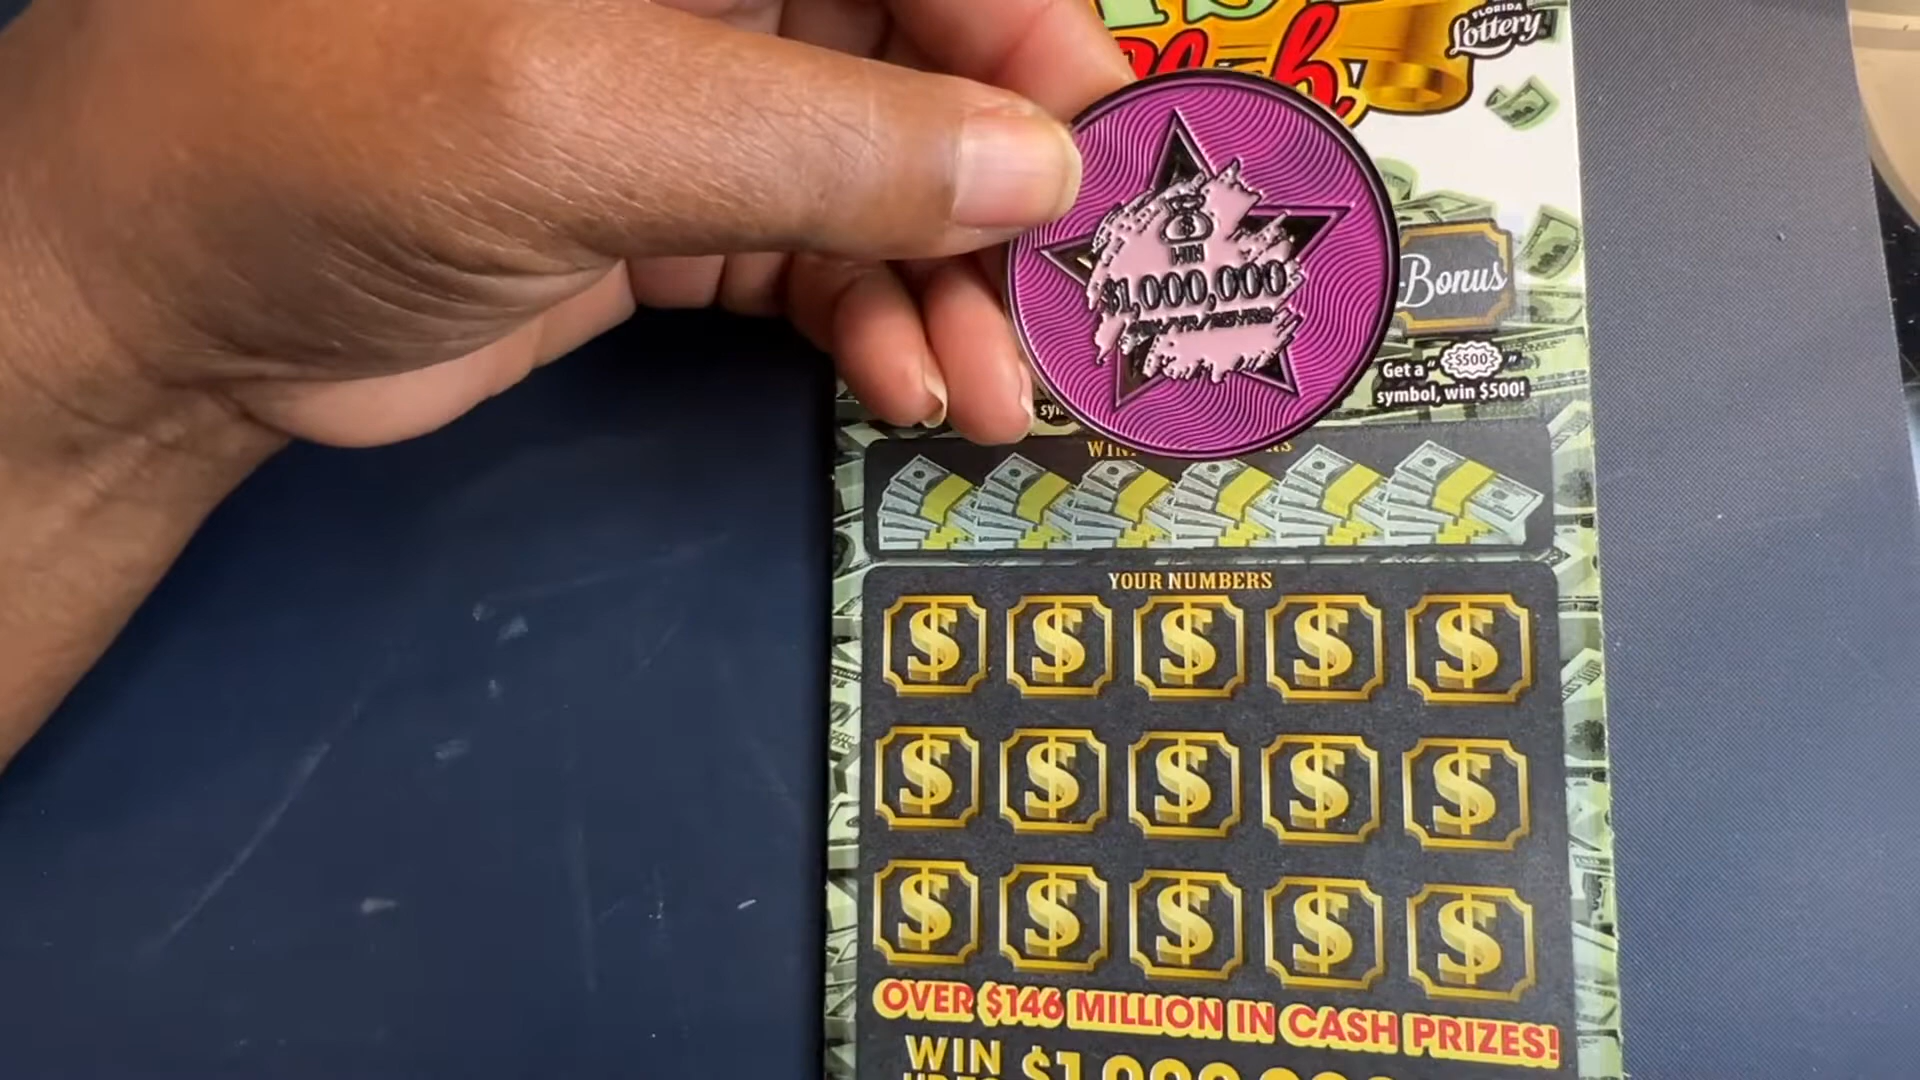 FLORIDA
Lottery
WIN
$1,000,000
Bonus
Get a "$500"
symbol, win $500!
YOUR NUMBERS
$ $ $ $ $
$ $ $ $ $
$ $ $ $ $
OVER $146 MILLION IN CASH PRIZES!
WIN